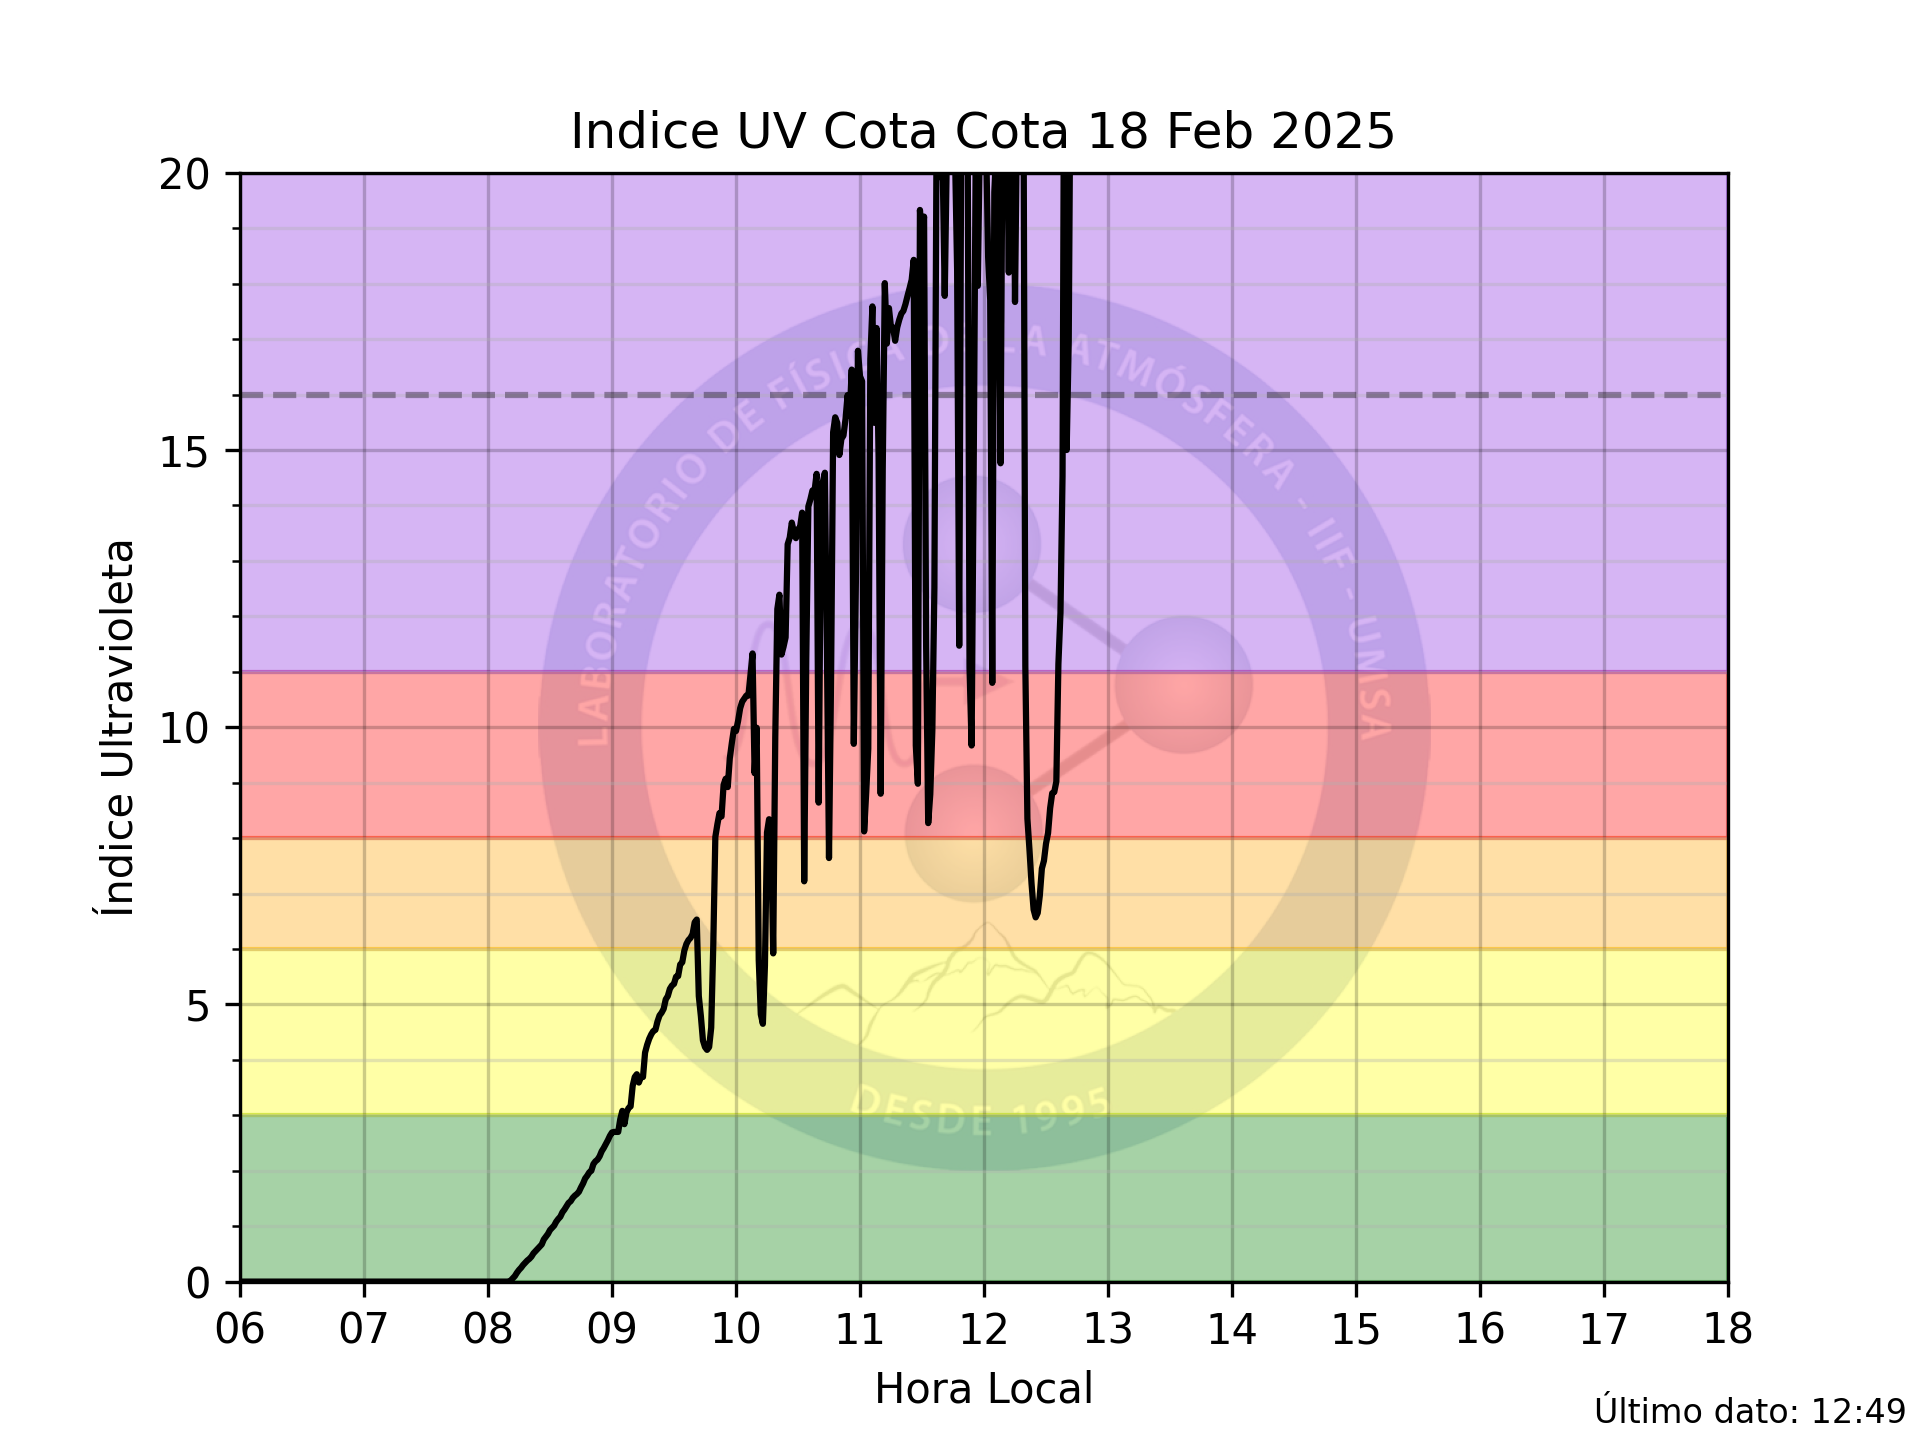 Indice UV Cota Cota 18 Feb 2025
20
15
10
5
0
Índice Ultravioleta
LABORATORIO DE FÍSICA DE LA ATMÓSFERA - IIF - UMSA
DESDE 1995
06 07 08 09 10 11 12 13 14 15 16 17 18
Hora Local
Último dato: 12:49